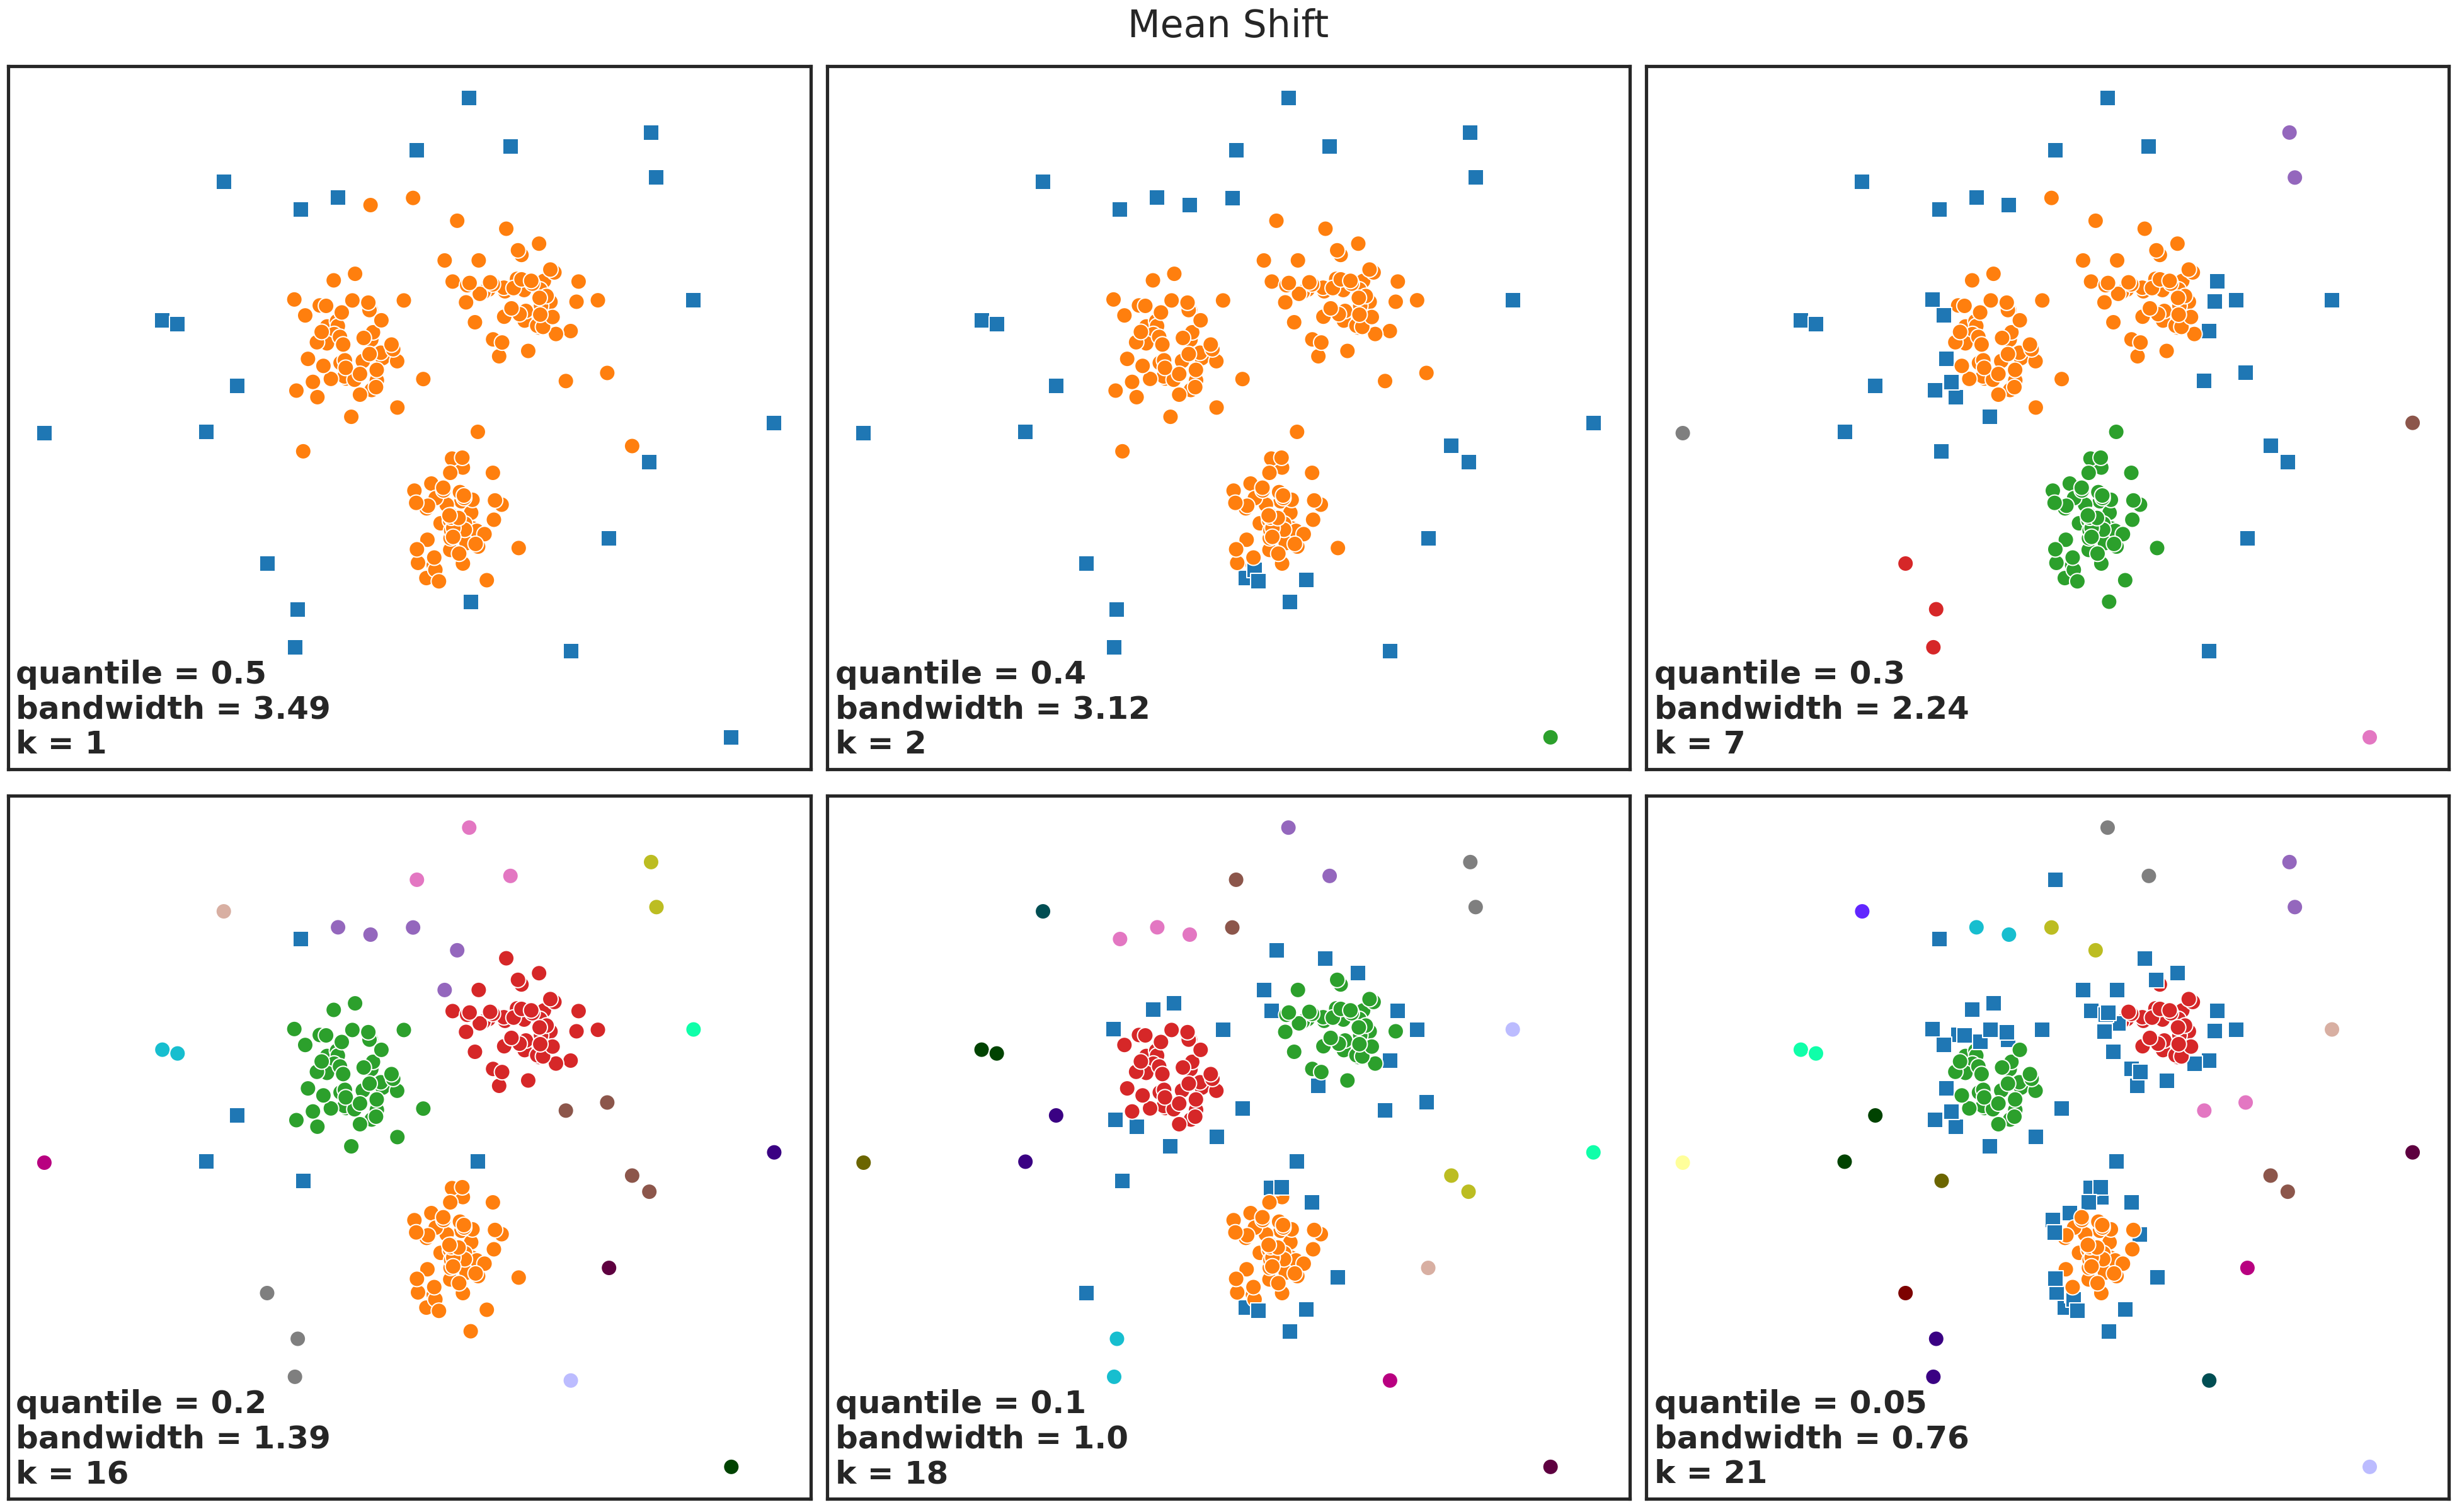 Mean Shift
quantile = 0.5
bandwidth = 3.49
k = 1
quantile = 0.4
bandwidth = 3.12
k = 2
quantile = 0.3
bandwidth = 2.24
k = 7
quantile = 0.2
bandwidth = 1.39
k = 16
quantile = 0.1
bandwidth = 1.0
k = 18
quantile = 0.05
bandwidth = 0.76
k = 21